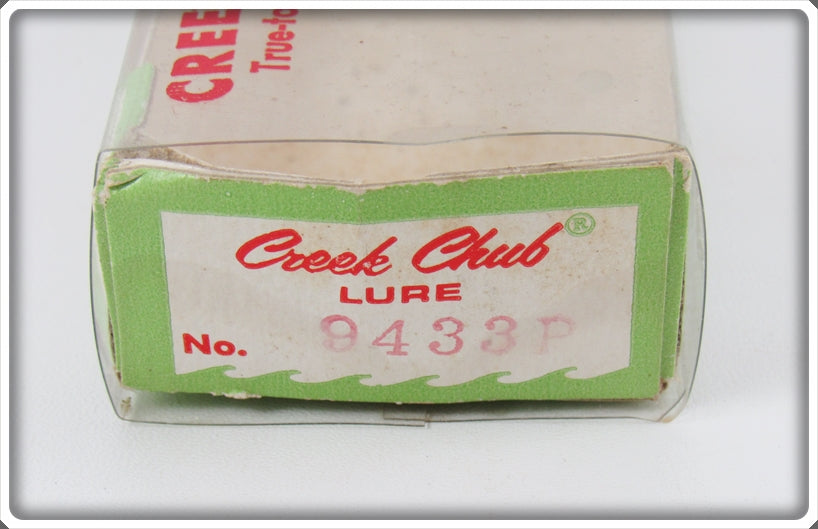 CREE
True-to
Creek Chub®
LURE
No. 9433P